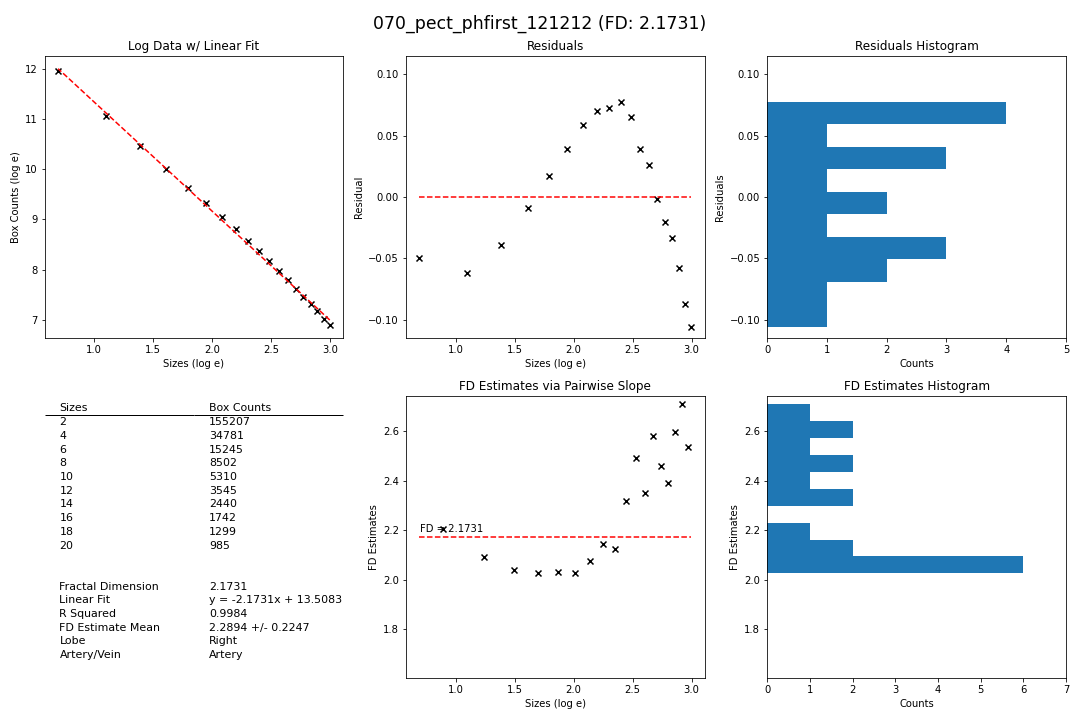 070_pect_phfirst_121212 (FD: 2.1731)
Log Data w/ Linear Fit
12
11
10
9
8
7
Box Counts (log e)
1.0 1.5 2.0 2.5 3.0
Sizes (log e)
Residuals
0.10
0.05
0.00
−0.05
−0.10
Residual
1.0 1.5 2.0 2.5 3.0
Sizes (log e)
Residuals Histogram
0.10
0.05
0.00
−0.05
−0.10
Residuals
0 1 2 3 4 5
Counts
Sizes Box Counts
2 155207
4 34781
6 15245
8 8502
10 5310
12 3545
14 2440
16 1742
18 1299
20 985
Fractal Dimension 2.1731
Linear Fit y = -2.1731x + 13.5083
R Squared 0.9984
FD Estimate Mean 2.2894 +/- 0.2247
Lobe Right
Artery/Vein Artery
FD Estimates via Pairwise Slope
2.6
2.4
2.2
2.0
1.8
FD Estimates
FD = 2.1731
1.0 1.5 2.0 2.5 3.0
Sizes (log e)
FD Estimates Histogram
2.6
2.4
2.2
2.0
1.8
FD Estimates
0 1 2 3 4 5 6 7
Counts